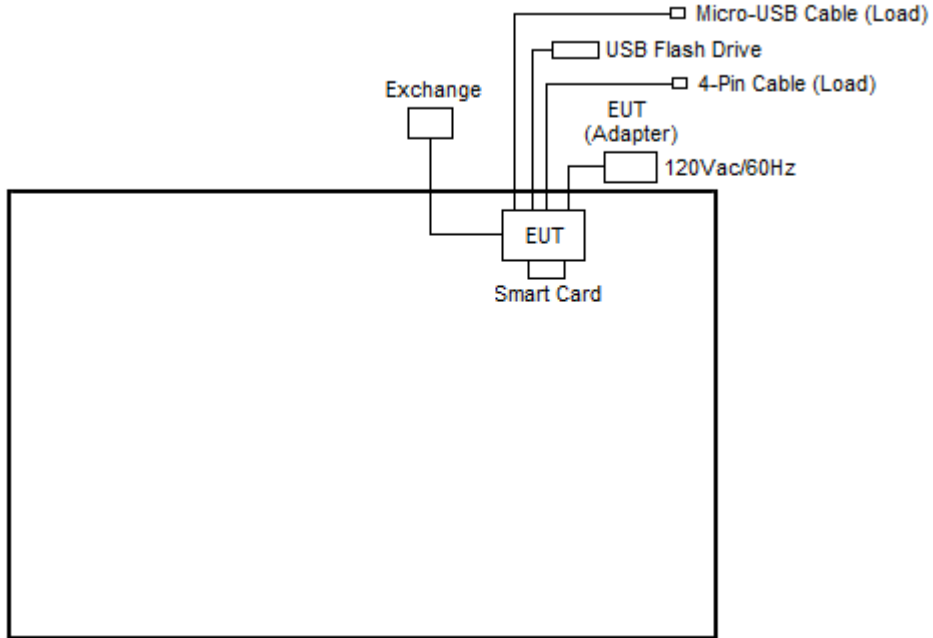 Micro-USB Cable (Load)
USB Flash Drive
4-Pin Cable (Load)
Exchange
EUT
(Adapter)
120Vac/60Hz
EUT
Smart Card